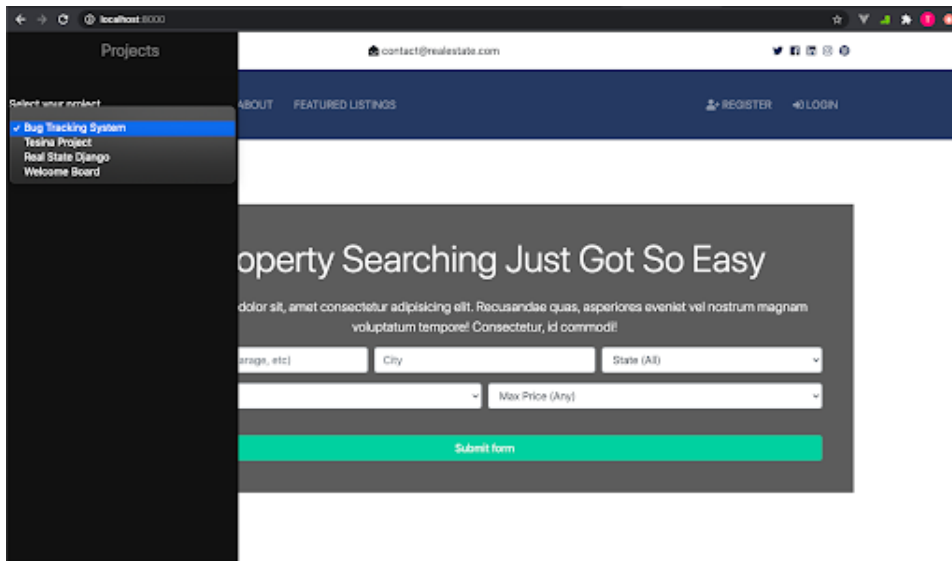 localhost:8000
Projects
contact@realestate.com
Select your project
ABOUT FEATURED LISTINGS
REGISTER LOGIN
✓ Bug Tracking System
Tesina Project
Real State Django
Welcome Board
operty Searching Just Got So Easy
dolor sit, amet consectetur adipisicing elit. Recusandae quas, asperiores eveniet vel nostrum magnam
voluptatum tempore! Consectetur, id commodi!
arage, etc)
City
State (All)
Max Price (Any)
Submit form